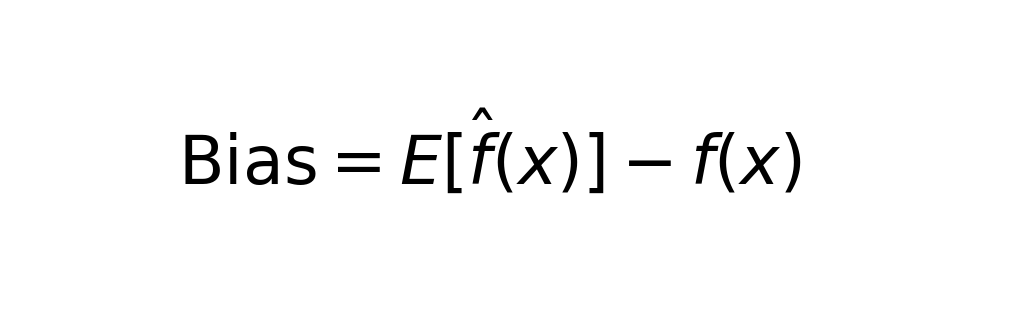 Bias = E[f̂(x)] − f(x)